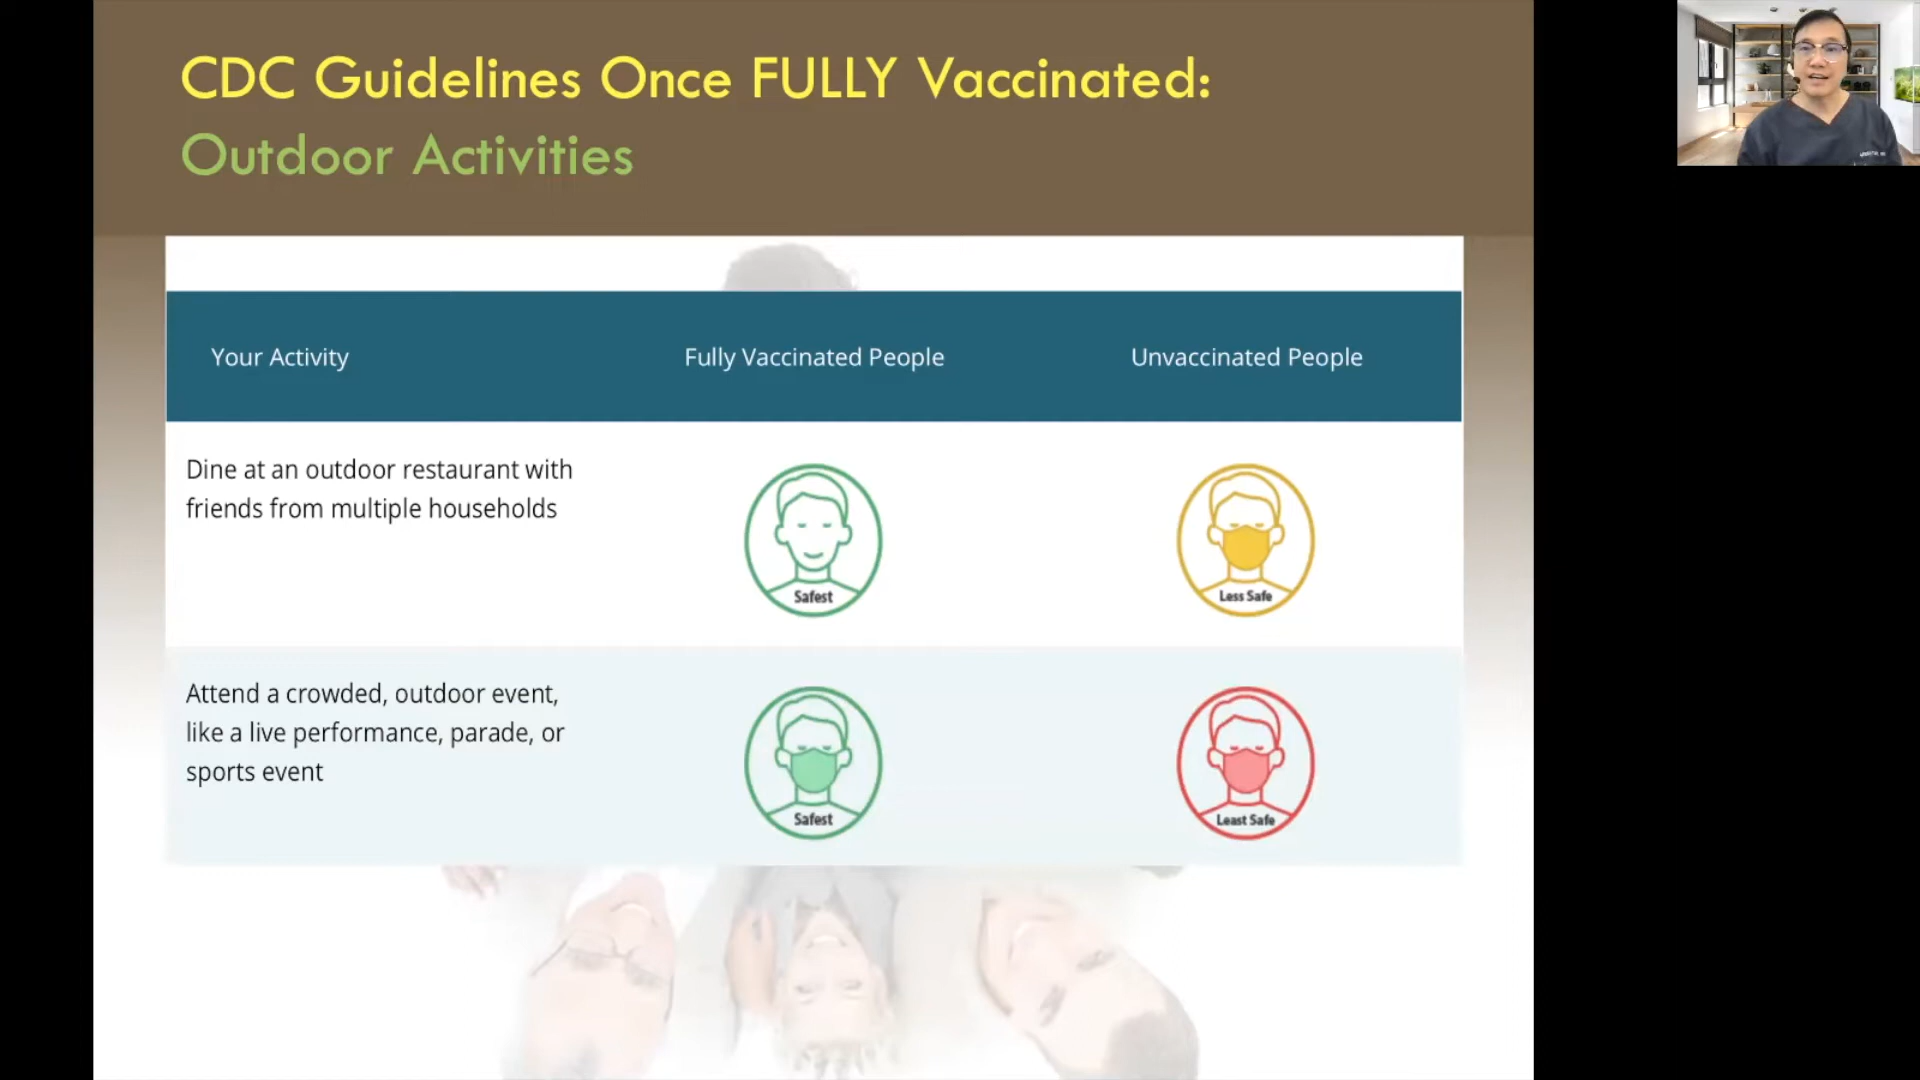 CDC Guidelines Once FULLY Vaccinated:
Outdoor Activities
Your Activity
Fully Vaccinated People
Unvaccinated People
Dine at an outdoor restaurant with
friends from multiple households
Safest
Less Safe
Attend a crowded, outdoor event,
like a live performance, parade, or
sports event
Safest
Least Safe